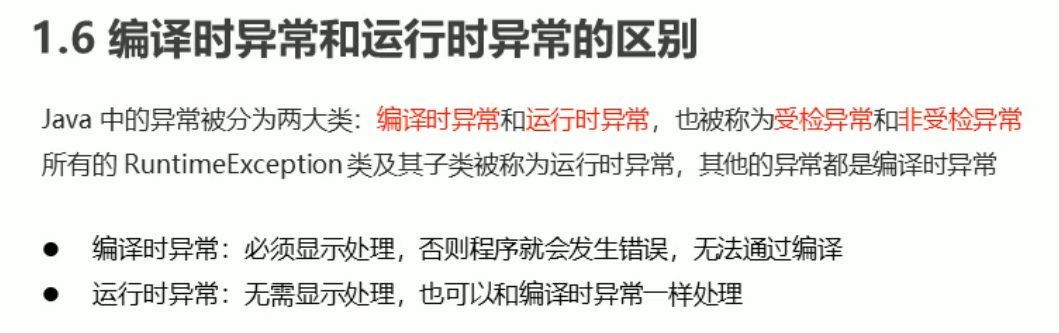 1.6 编译时异常和运行时异常的区别
Java 中的异常被分为两大类：编译时异常和运行时异常，也被称为受检异常和非受检异常
所有的 RuntimeException 类及其子类被称为运行时异常，其他的异常都是编译时异常
● 编译时异常：必须显示处理，否则程序就会发生错误，无法通过编译
● 运行时异常：无需显示处理，也可以和编译时异常一样处理